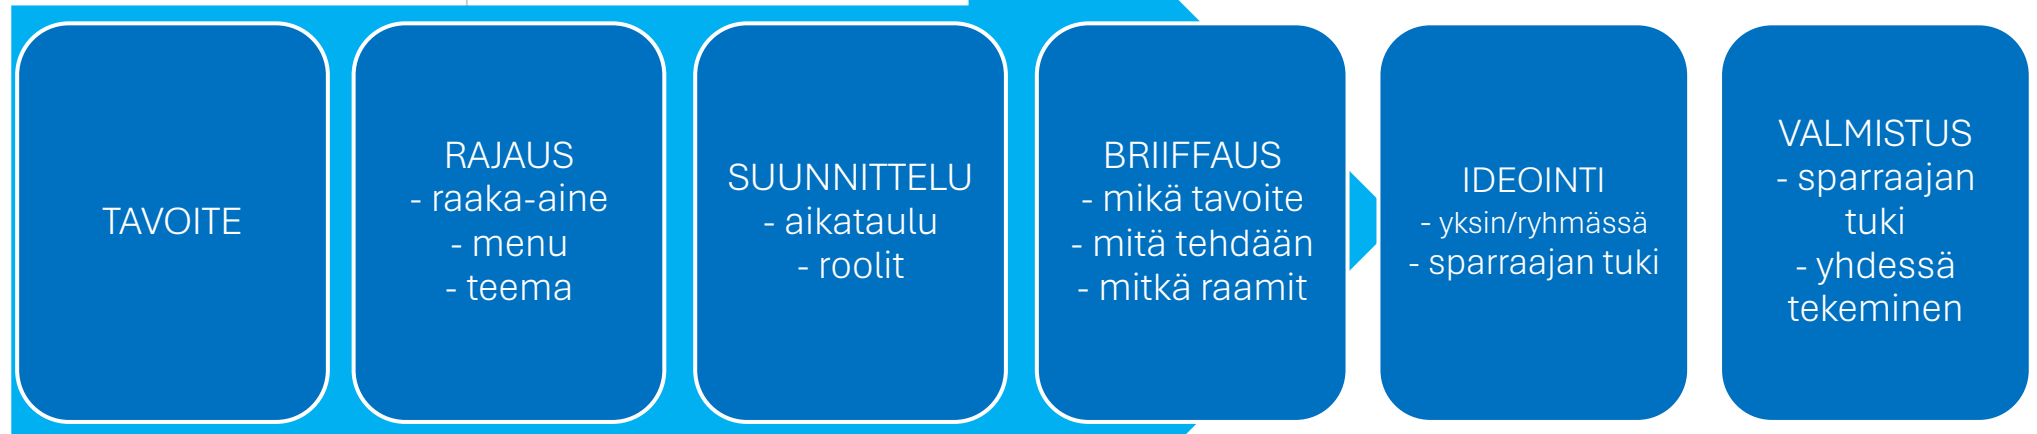 TAVOITE
RAJAUS
- raaka-aine
- menu
- teema
SUUNNITTELU
- aikataulu
- roolit
BRIIFFAUS
- mikä tavoite
- mitä tehdään
- mitkä raamit
IDEOINTI
- yksin/ryhmässä
- sparraajan tuki
VALMISTUS
- sparraajan
tuki
- yhdessä
tekeminen